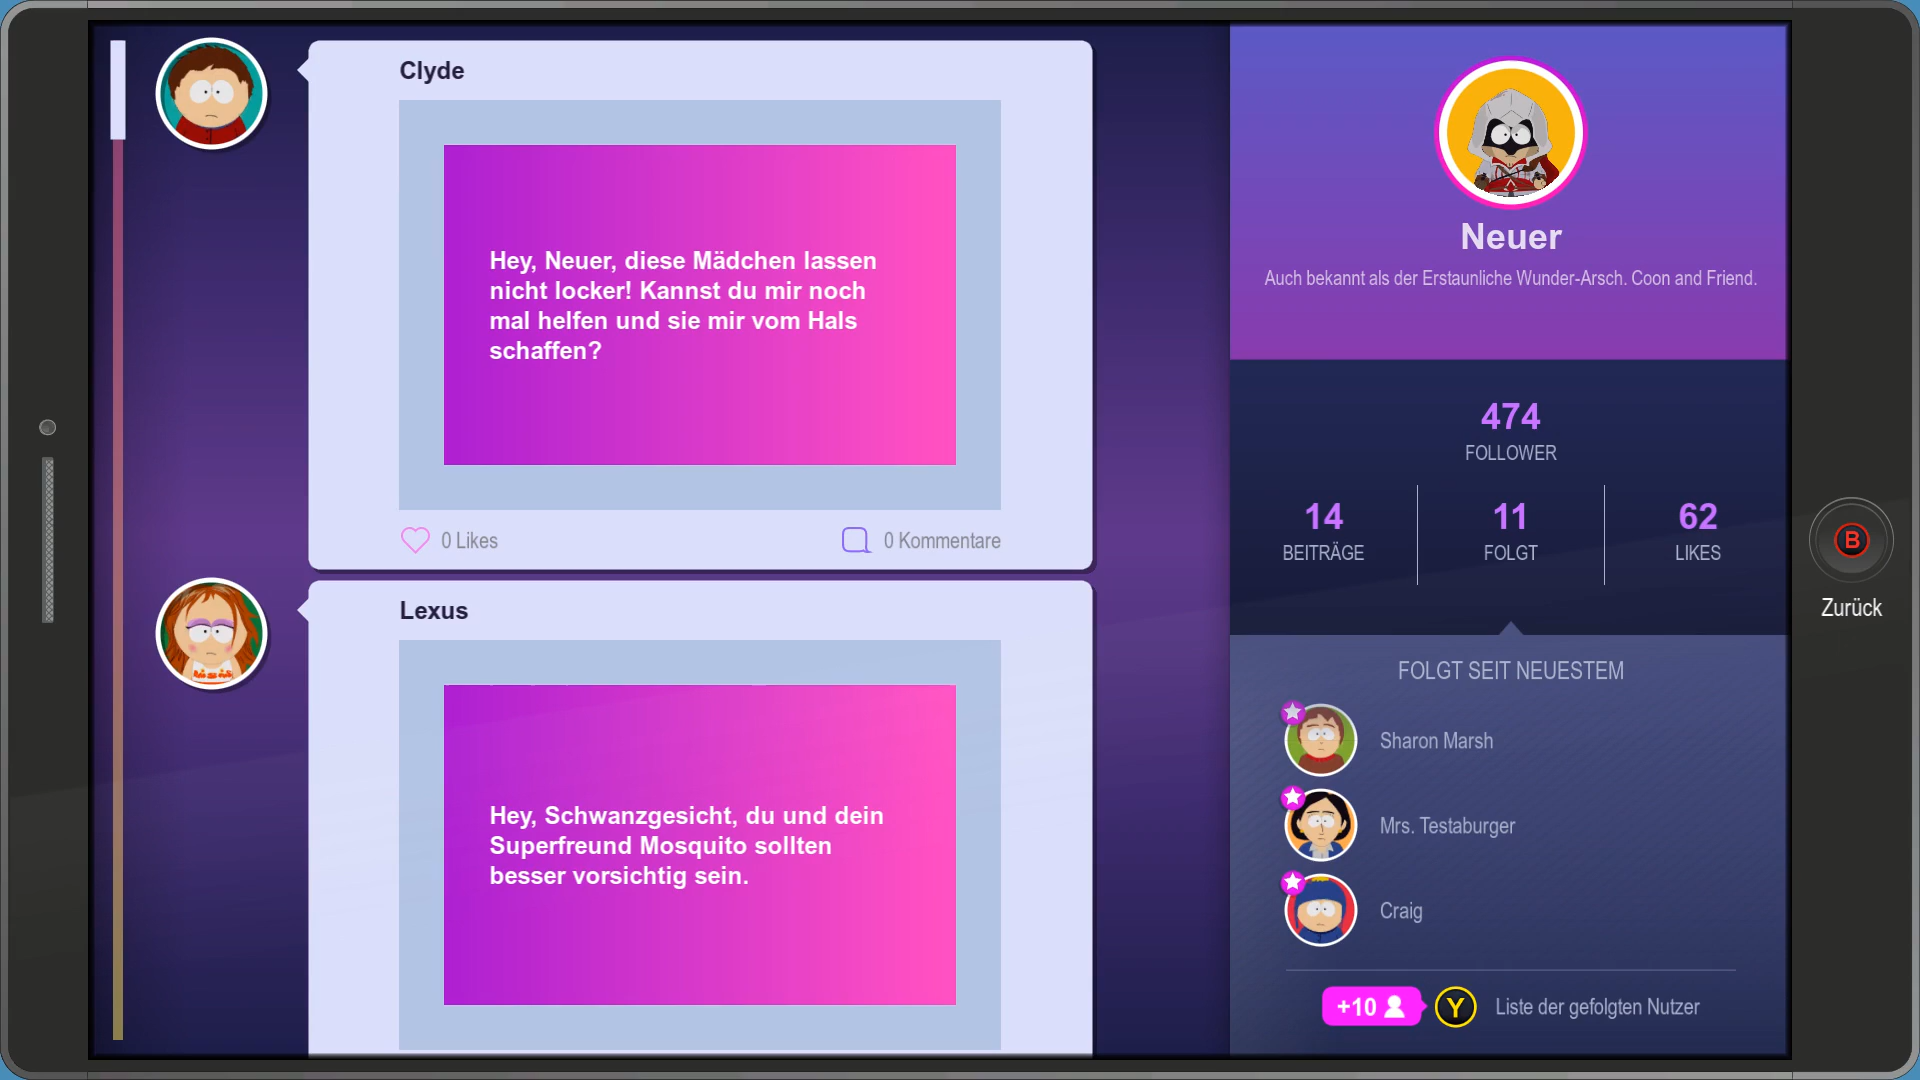 Clyde
Hey, Neuer, diese Mädchen lassen
nicht locker! Kannst du mir noch
mal helfen und sie mir vom Hals
schaffen?
0 Likes
0 Kommentare
Lexus
Hey, Schwanzgesicht, du und dein
Superfreund Mosquito sollten
besser vorsichtig sein.
Neuer
Auch bekannt als der Erstaunliche Wunder-Arsch. Coon and Friend.
474
FOLLOWER
14
BEITRÄGE
11
FOLGT
62
LIKES
FOLGT SEIT NEUESTEM
Sharon Marsh
Mrs. Testaburger
Craig
+10
Y
Liste der gefolgten Nutzer
B
Zurück